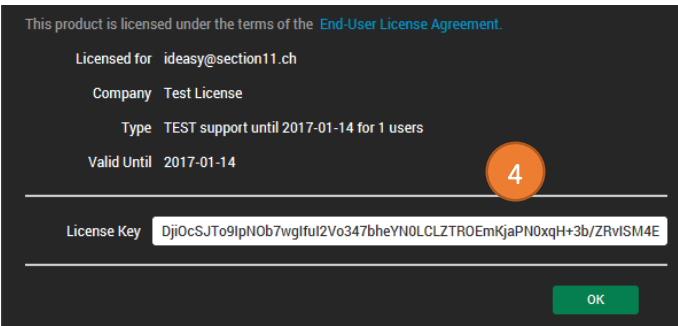 This product is licensed under the terms of the End-User License Agreement.
Licensed for ideasy@section11.ch
Company Test License
Type TEST support until 2017-01-14 for 1 users
Valid Until 2017-01-14
4
License Key DjiOcSJTo9IpNOb7wgIfuI2Vo347bheYN0LCLZTROEmKjaPN0xqH+3b/ZRvISM4E
OK